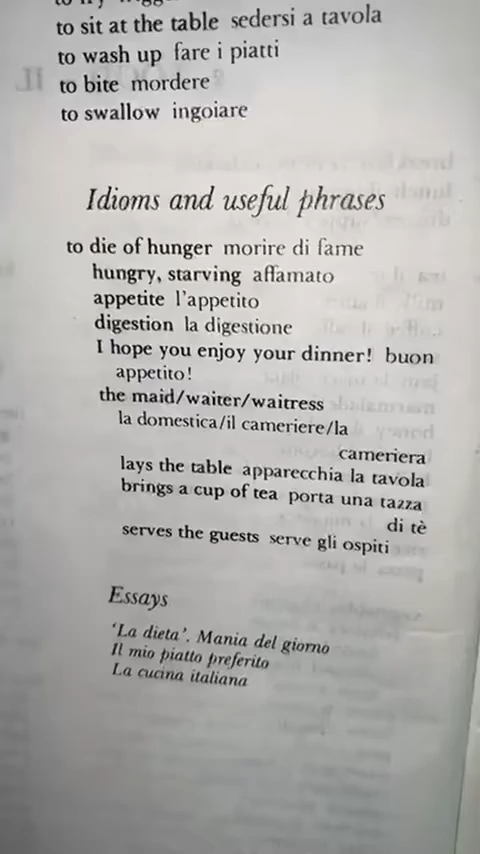 to sit at the table sedersi a tavola
to wash up fare i piatti
to bite mordere
to swallow ingoiare
Idioms and useful phrases
to die of hunger morire di fame
hungry, starving affamato
appetite l'appetito
digestion la digestione
I hope you enjoy your dinner! buon
appetito!
the maid/waiter/waitress
la domestica/il cameriere/la
cameriera
lays the table apparecchia la tavola
brings a cup of tea porta una tazza
di tè
serves the guests serve gli ospiti
Essays
'La dieta'. Mania del giorno
Il mio piatto preferito
La cucina italiana